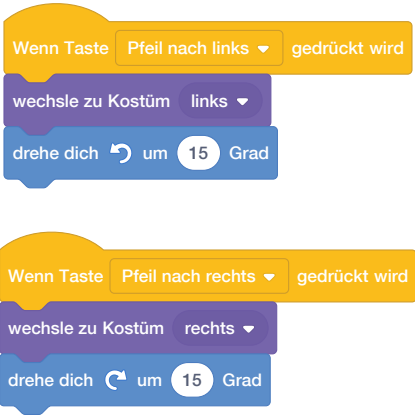 Wenn Taste Pfeil nach links gedrückt wird
wechsle zu Kostüm links
drehe dich um 15 Grad
Wenn Taste Pfeil nach rechts gedrückt wird
wechsle zu Kostüm rechts
drehe dich um 15 Grad